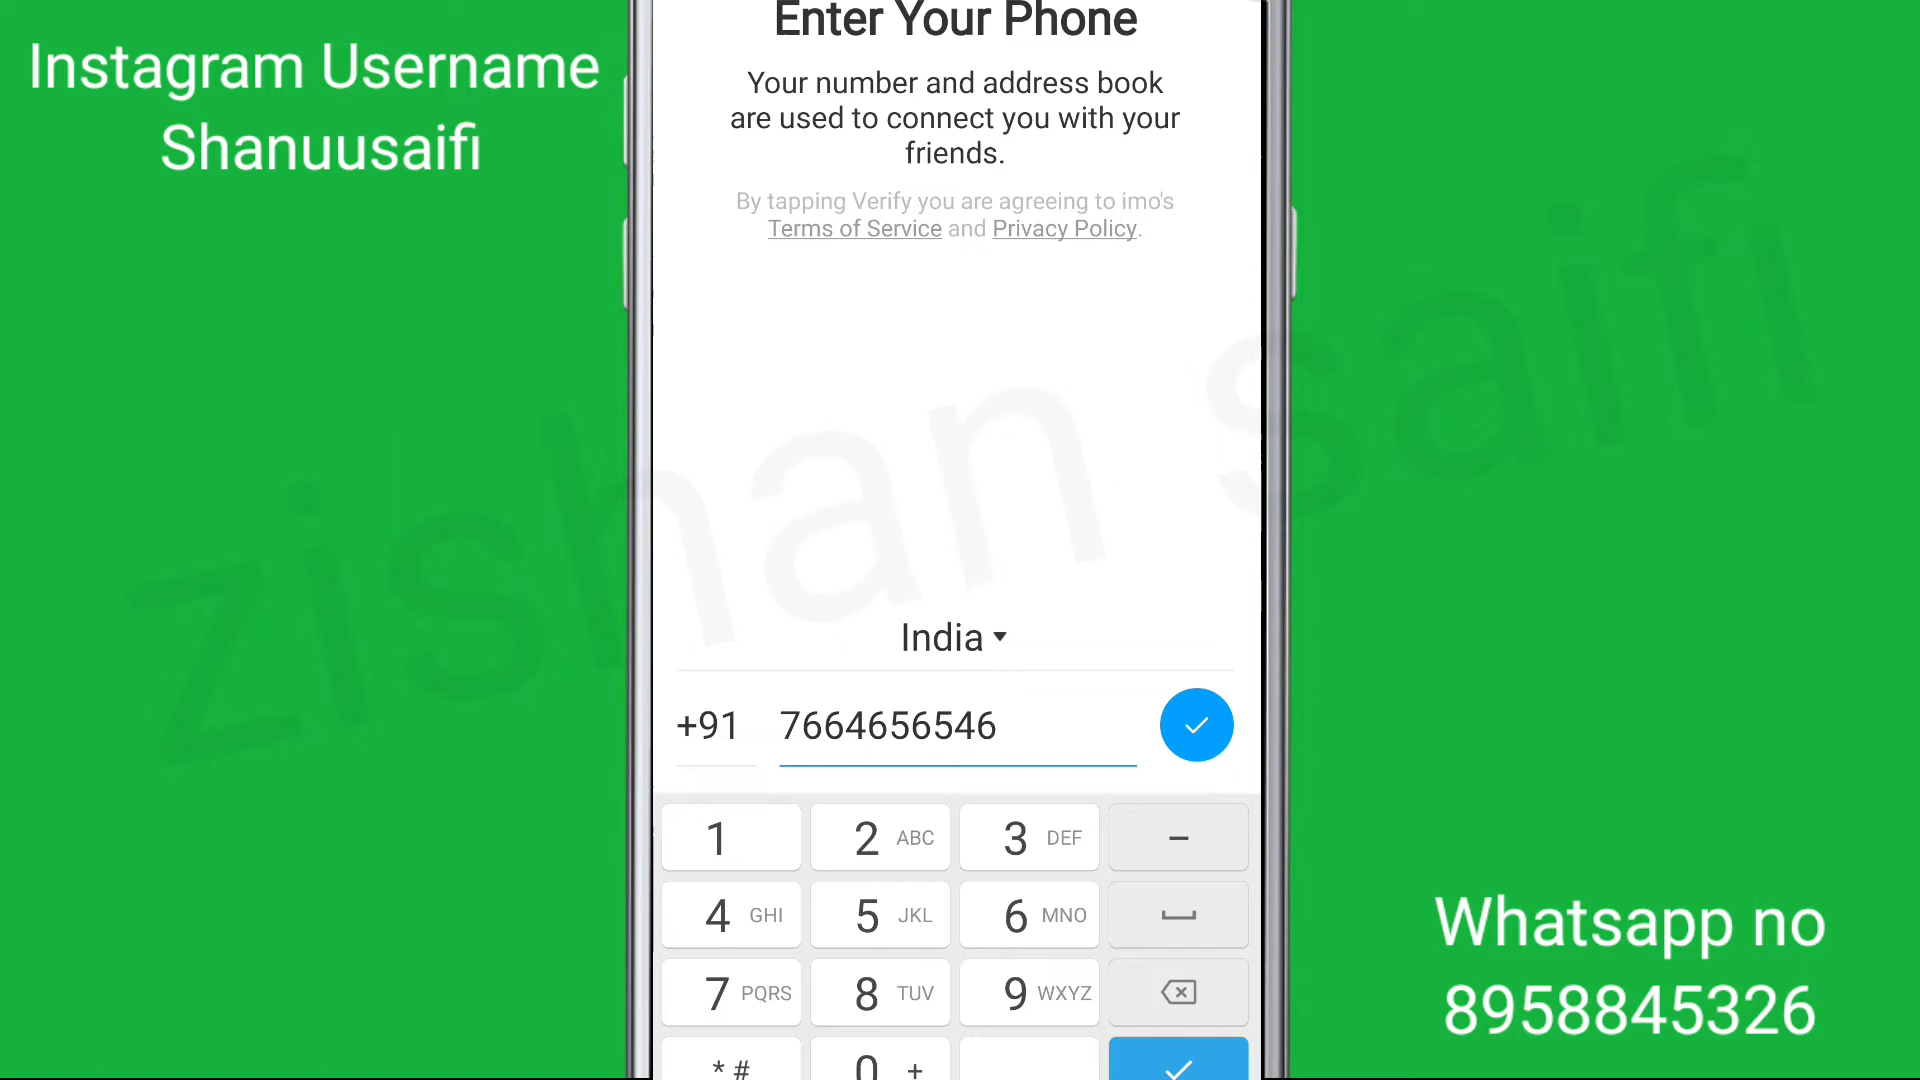 Instagram Username
Shanuusaifi
Enter Your Phone
Your number and address book
are used to connect you with your
friends.
By tapping Verify you are agreeing to imo's
Terms of Service and Privacy Policy.
zishan saifi
India
+91 7664656546
1 2 ABC 3 DEF –
4 GHI 5 JKL 6 MNO
7 PQRS 8 TUV 9 WXYZ
* # 0 +
Whatsapp no
8958845326